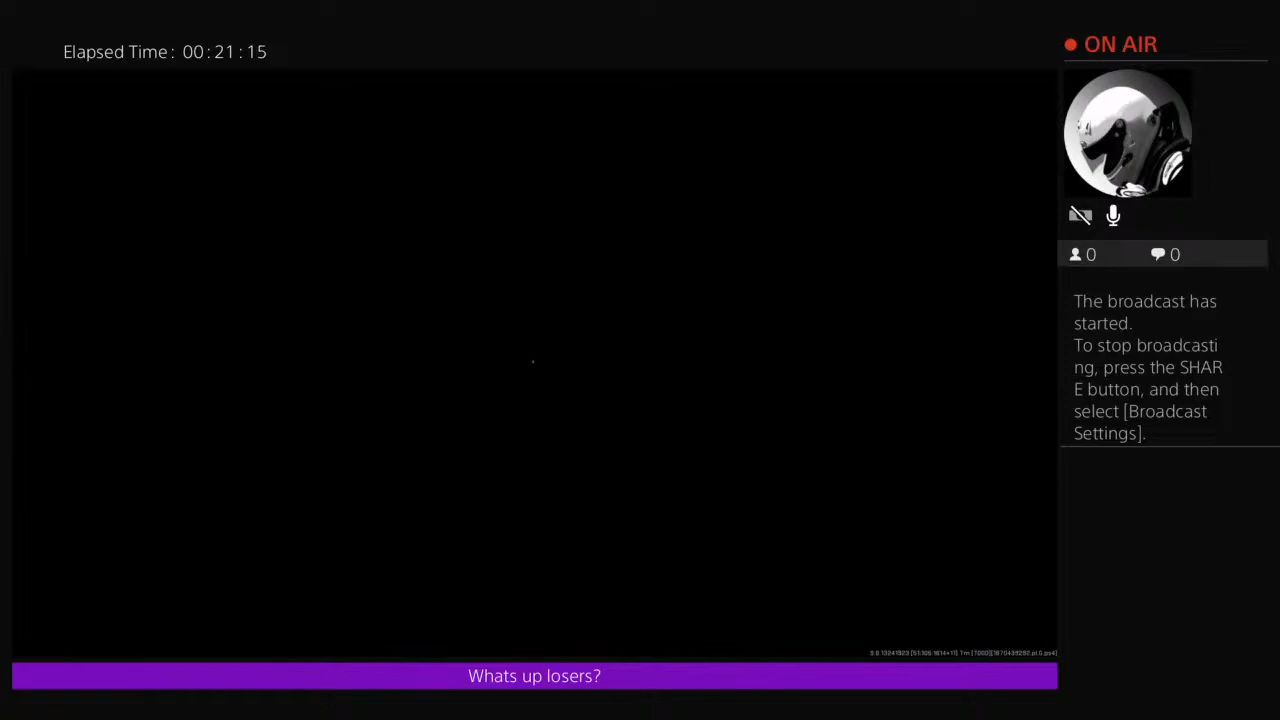 Elapsed Time: 00:21:15
ON AIR
0 0
The broadcast has
started.
To stop broadcasti
ng, press the SHAR
E button, and then
select [Broadcast
Settings].
Whats up losers?